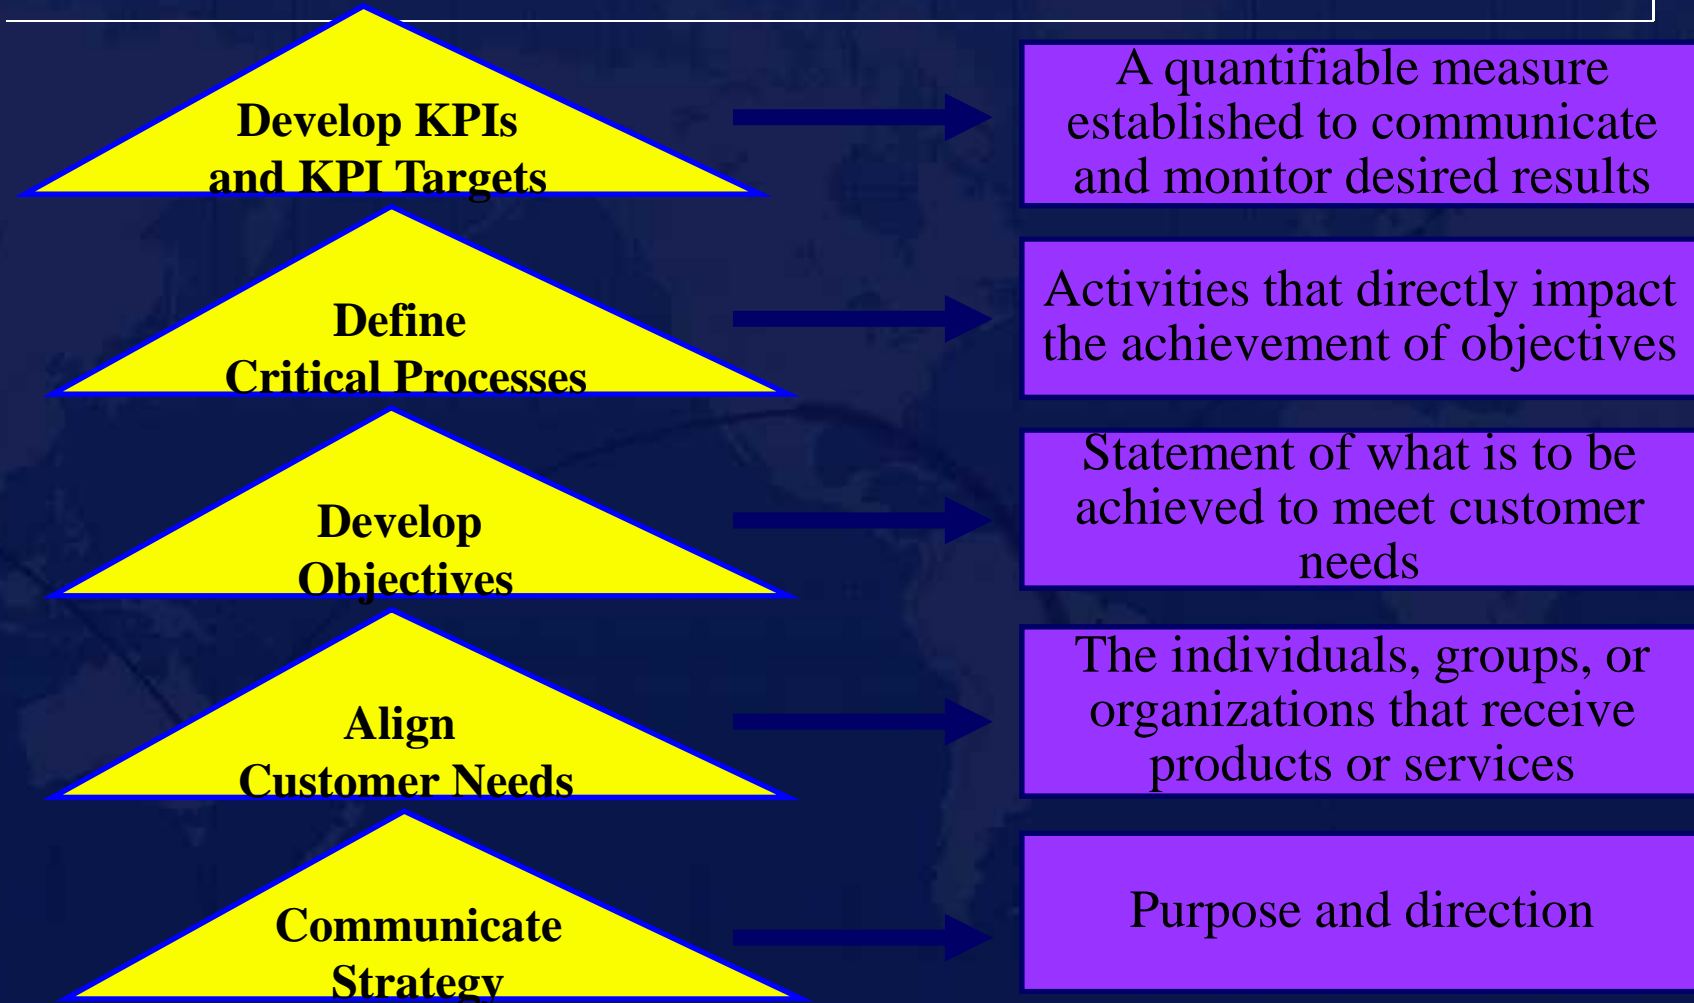 Develop KPIs
and KPI Targets
A quantifiable measure
established to communicate
and monitor desired results
Define
Critical Processes
Activities that directly impact
the achievement of objectives
Develop
Objectives
Statement of what is to be
achieved to meet customer
needs
Align
Customer Needs
The individuals, groups, or
organizations that receive
products or services
Communicate
Strategy
Purpose and direction